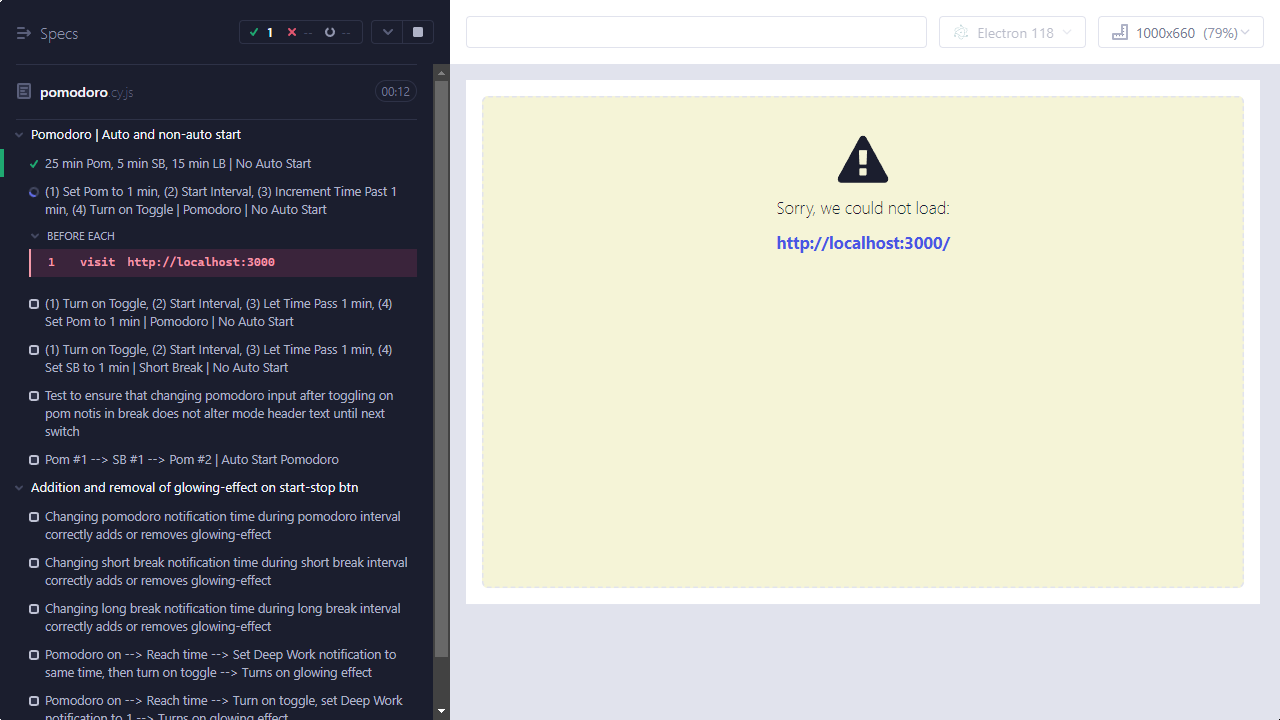 Specs
1
--
--
Electron 118
1000x660 (79%)
pomodoro.cy.js
00:12
Pomodoro | Auto and non-auto start
25 min Pom, 5 min SB, 15 min LB | No Auto Start
(1) Set Pom to 1 min, (2) Start Interval, (3) Increment Time Past 1
min, (4) Turn on Toggle | Pomodoro | No Auto Start
BEFORE EACH
1 visit http://localhost:3000
(1) Turn on Toggle, (2) Start Interval, (3) Let Time Pass 1 min, (4)
Set Pom to 1 min | Pomodoro | No Auto Start
(1) Turn on Toggle, (2) Start Interval, (3) Let Time Pass 1 min, (4)
Set SB to 1 min | Short Break | No Auto Start
Test to ensure that changing pomodoro input after toggling on
pom notis in break does not alter mode header text until next
switch
Pom #1 --> SB #1 --> Pom #2 | Auto Start Pomodoro
Addition and removal of glowing-effect on start-stop btn
Changing pomodoro notification time during pomodoro interval
correctly adds or removes glowing-effect
Changing short break notification time during short break interval
correctly adds or removes glowing-effect
Changing long break notification time during long break interval
correctly adds or removes glowing-effect
Pomodoro on --> Reach time --> Set Deep Work notification to
same time, then turn on toggle --> Turns on glowing effect
Pomodoro on --> Reach time --> Turn on toggle, set Deep Work
notification to 1 --> Turns on glowing effect
Sorry, we could not load:
http://localhost:3000/